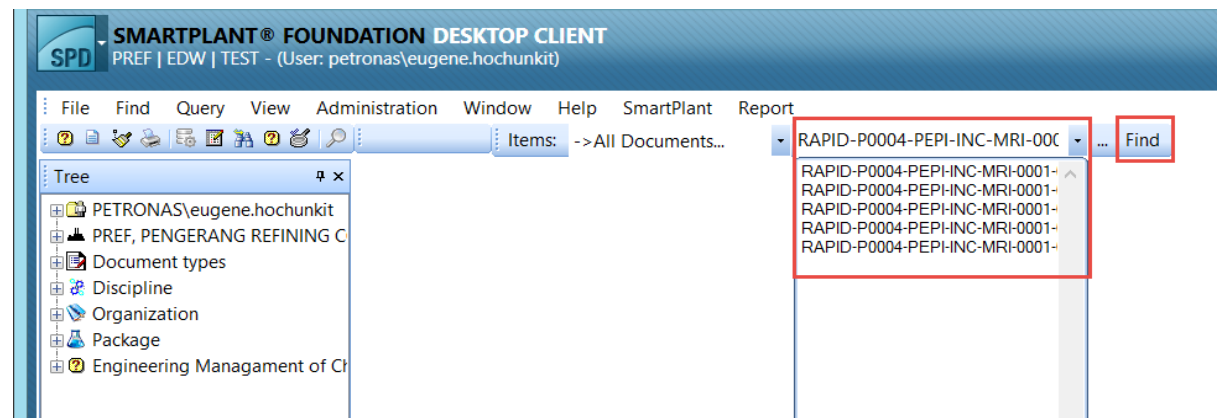 SMARTPLANT® FOUNDATION DESKTOP CLIENT
SPD PREF | EDW | TEST - (User: petronas\eugene.hochunkit)
File Find Query View Administration Window Help SmartPlant Report
Items: ->All Documents... RAPID-P0004-PEPI-INC-MRI-000 ... Find
Tree
RAPID-P0004-PEPI-INC-MRI-0001-
RAPID-P0004-PEPI-INC-MRI-0001-
RAPID-P0004-PEPI-INC-MRI-0001-
RAPID-P0004-PEPI-INC-MRI-0001-
RAPID-P0004-PEPI-INC-MRI-0001-
PETRONAS\eugene.hochunkit
PREF, PENGERANG REFINING C
Document types
Discipline
Organization
Package
Engineering Managament of Ch